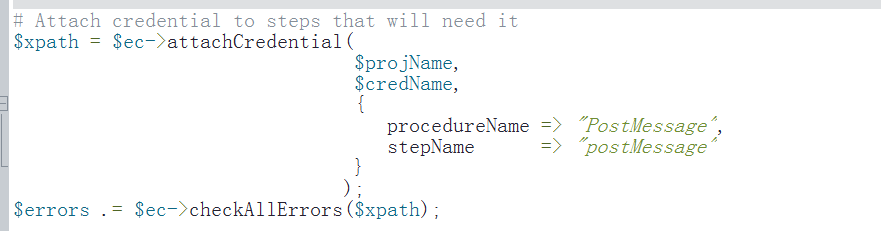 # Attach credential to steps that will need it
$xpath = $ec->attachCredential(
$projName,
$credName,
{
procedureName => "PostMessage",
stepName => "postMessage"
}
);
$errors .= $ec->checkAllErrors($xpath);